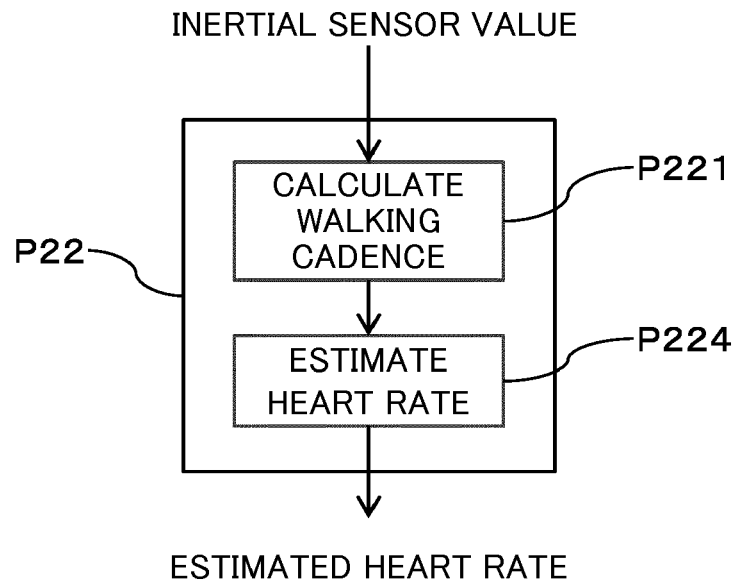 INERTIAL SENSOR VALUE
CALCULATE
WALKING
CADENCE
P221
P22
ESTIMATE
HEART RATE
P224
ESTIMATED HEART RATE